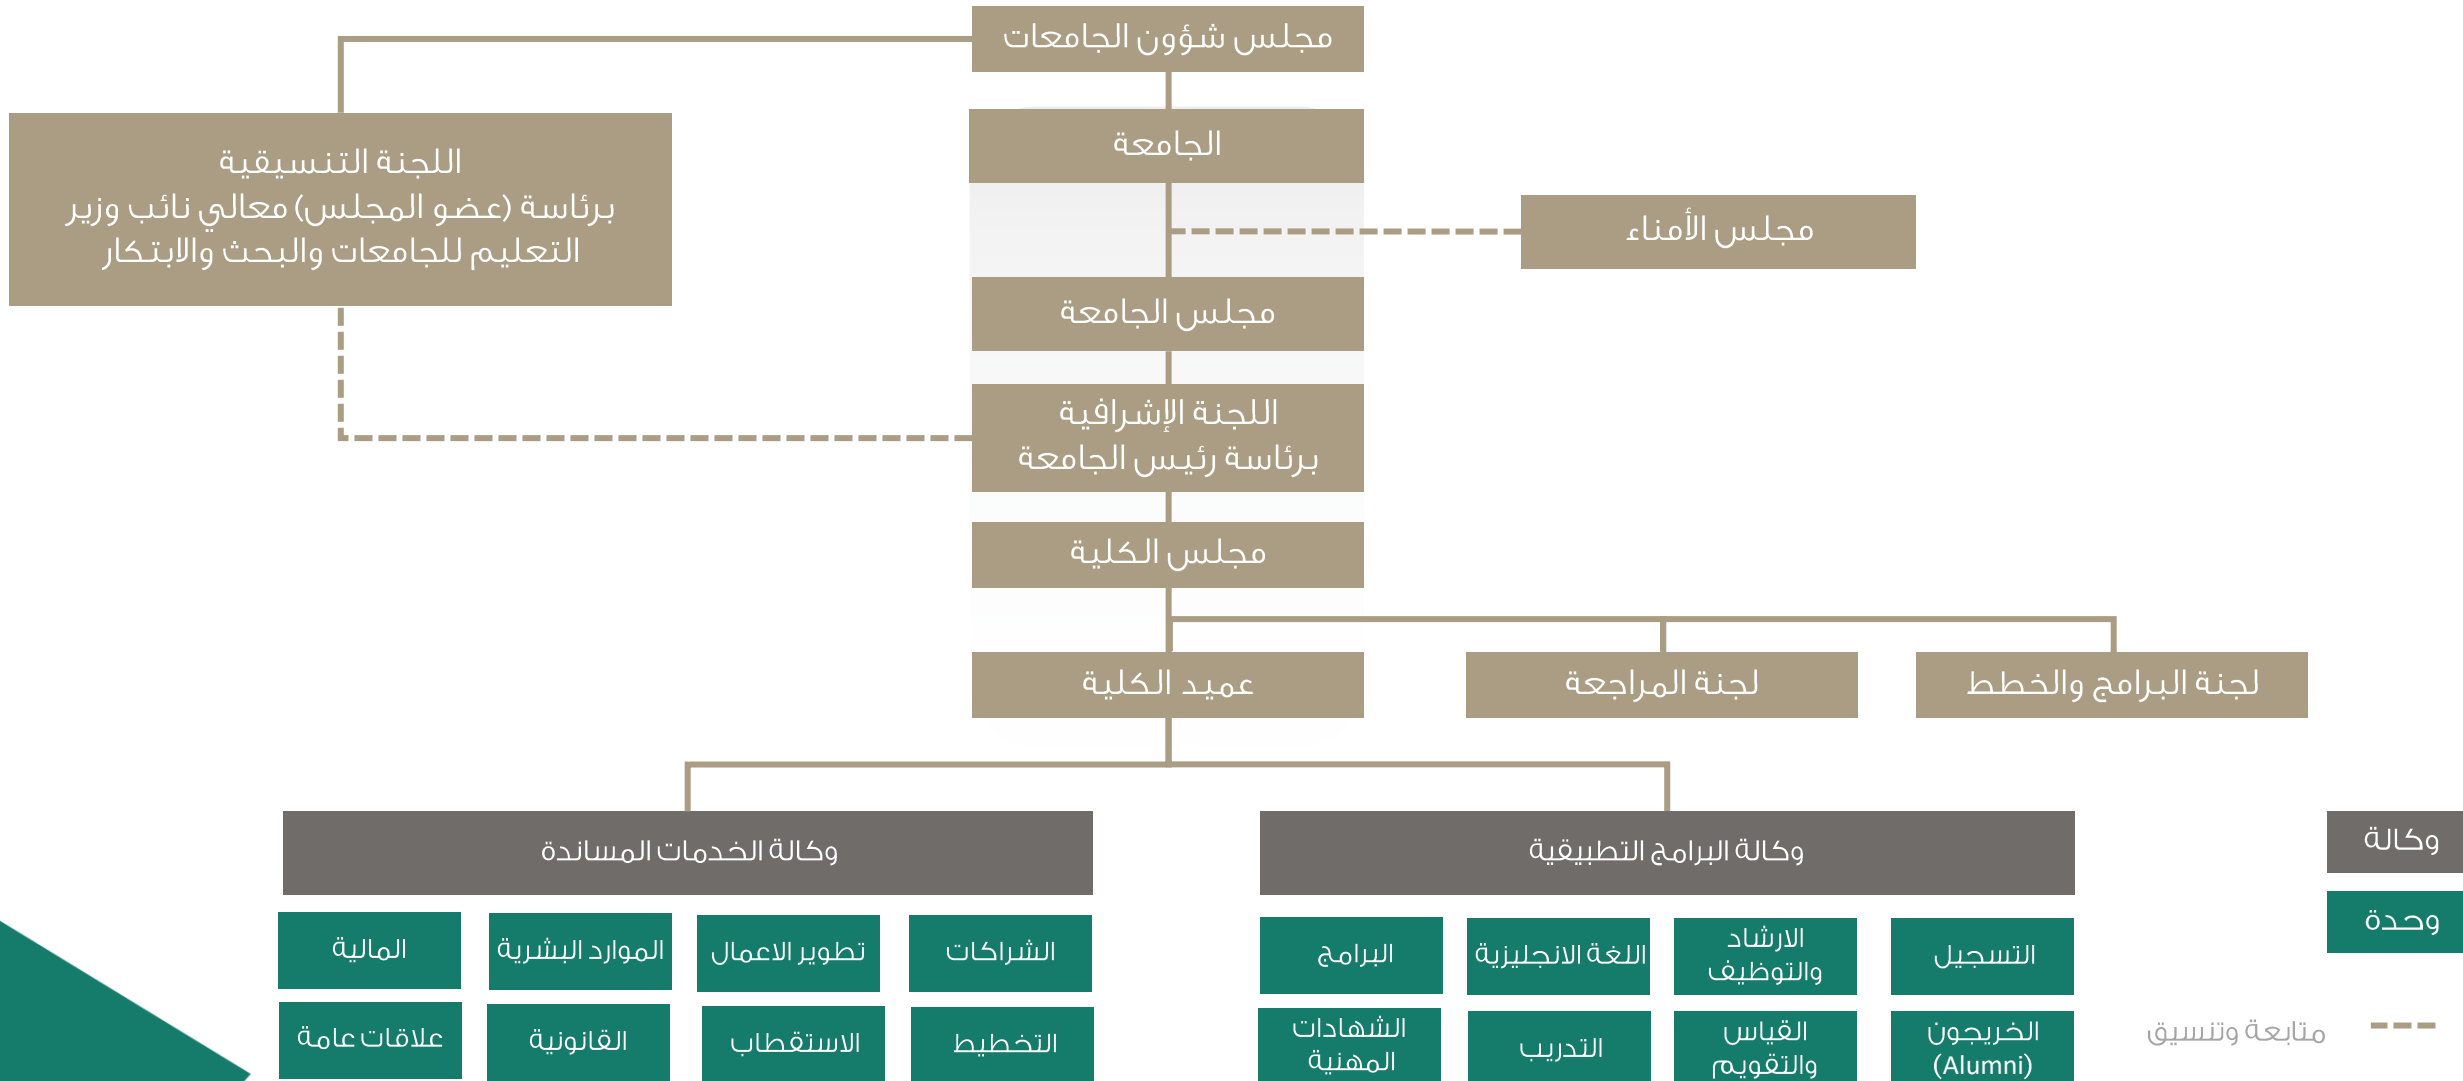 مجلس شؤون الجامعات
الجامعة
اللجنة التنسيقية
برئاسة (عضو المجلس) معالي نائب وزير
التعليم للجامعات والبحث والابتكار
مجلس الأمناء
مجلس الجامعة
اللجنة الإشرافية
برئاسة رئيس الجامعة
مجلس الكلية
لجنة البرامج والخطط
لجنة المراجعة
عميد الكلية
وكالة
وحدة
متابعة وتنسيق
وكالة البرامج التطبيقية
التسجيل
الارشاد
والتوظيف
اللغة الانجليزية
البرامج
الخريجون
(Alumni)
القياس
والتقويم
التدريب
الشهادات
المهنية
وكالة الخدمات المساندة
الشراكات
تطوير الاعمال
الموارد البشرية
المالية
التخطيط
الاستقطاب
القانونية
علاقات عامة